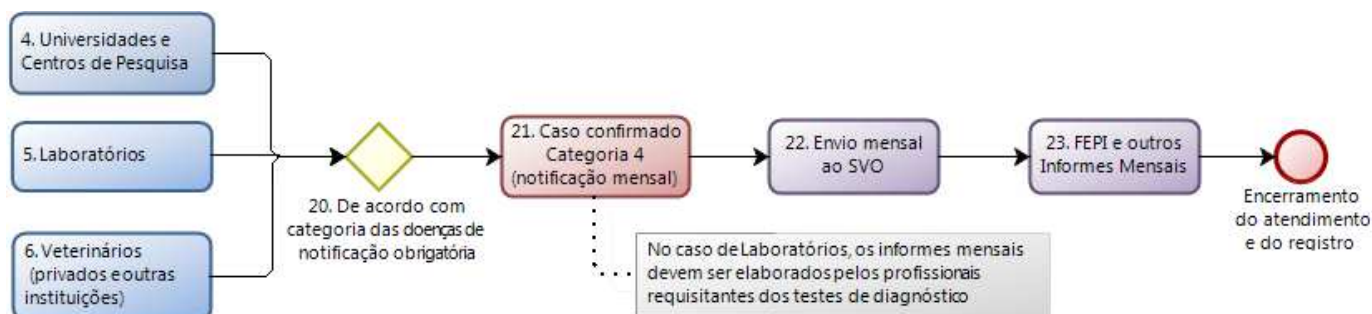 4. Universidades e
Centros de Pesquisa
5. Laboratórios
6. Veterinários
(privados e outras
instituições)
20. De acordo com
categoria das doenças de
notificação obrigatória
21. Caso confirmado
Categoria 4
(notificação mensal)
22. Envio mensal
ao SVO
23. FEPI e outros
Informes Mensais
Encerramento
do atendimento
e do registro
No caso de Laboratórios, os informes mensais
devem ser elaborados pelos profissionais
requisitantes dos testes de diagnóstico